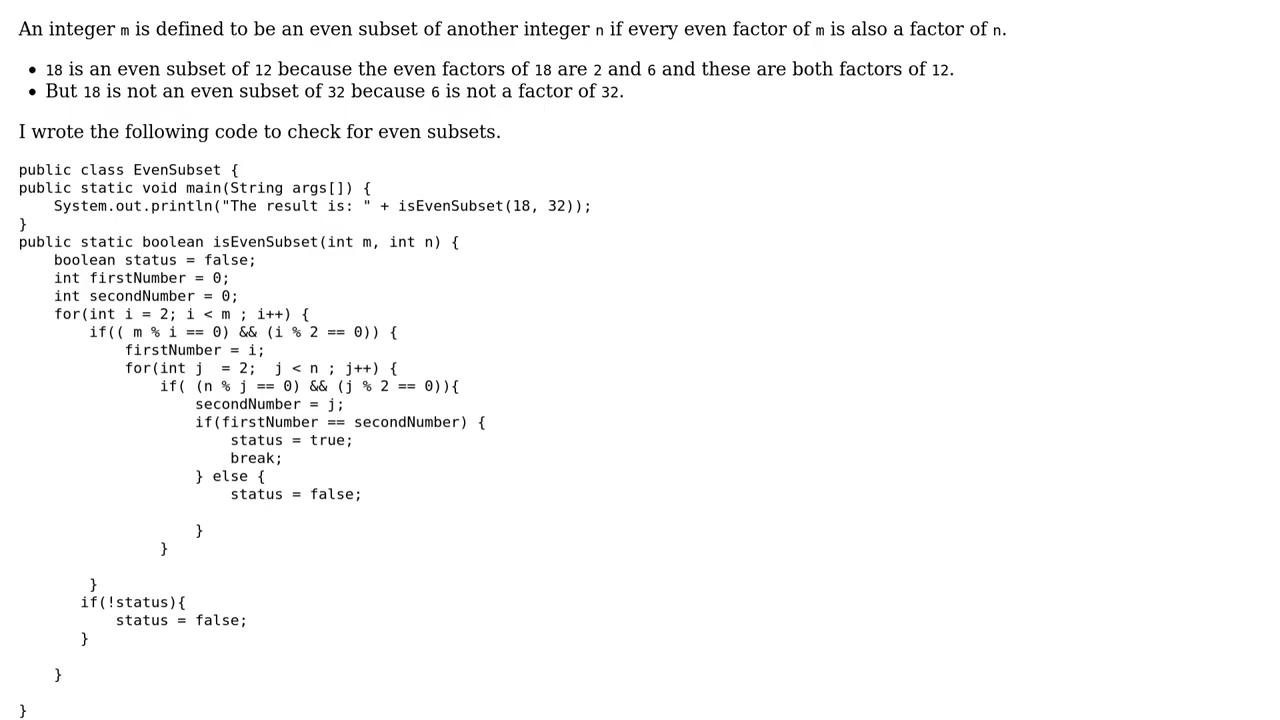 An integer m is defined to be an even subset of another integer n if every even factor of m is also a factor of n.
• 18 is an even subset of 12 because the even factors of 18 are 2 and 6 and these are both factors of 12.
• But 18 is not an even subset of 32 because 6 is not a factor of 32.
I wrote the following code to check for even subsets.
public class EvenSubset {
public static void main(String args[]) {
    System.out.println("The result is: " + isEvenSubset(18, 32));
}
public static boolean isEvenSubset(int m, int n) {
    boolean status = false;
    int firstNumber = 0;
    int secondNumber = 0;
    for(int i = 2; i < m ; i++) {
        if(( m % i == 0) && (i % 2 == 0)) {
            firstNumber = i;
            for(int j  = 2;  j < n ; j++) {
                if( (n % j == 0) && (j % 2 == 0)){
                    secondNumber = j;
                    if(firstNumber == secondNumber) {
                        status = true;
                        break;
                    } else {
                        status = false;

                    }
                }

        }
       if(!status){
           status = false;
       }

    }

}